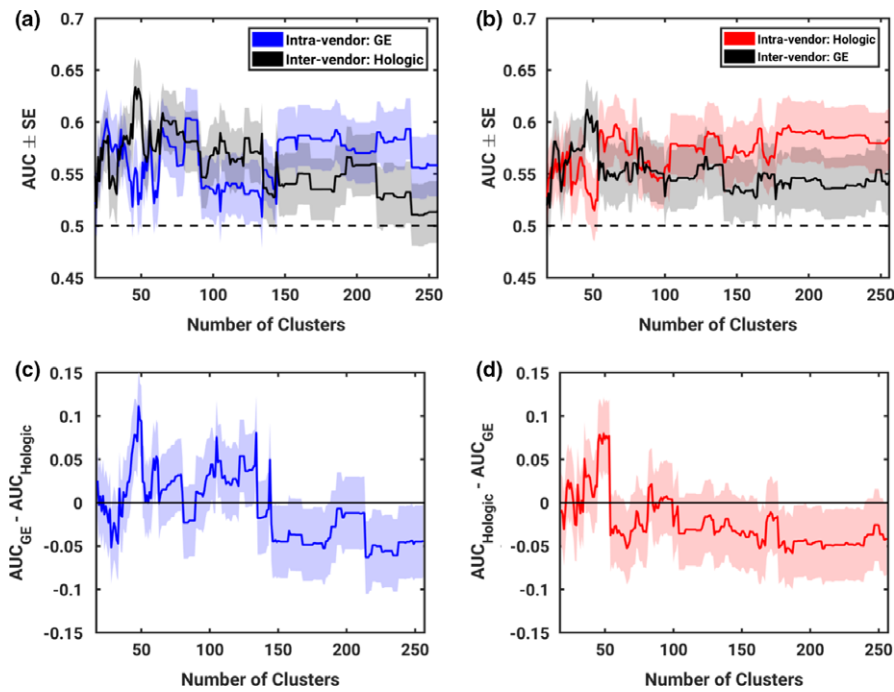 (a)
0.7
0.65
0.6
0.55
0.5
0.45
AUC ± SE
Intra-vendor: GE
Inter-vendor: Hologic
50 100 150 200 250
Number of Clusters
(b)
0.7
0.65
0.6
0.55
0.5
0.45
AUC ± SE
Intra-vendor: Hologic
Inter-vendor: GE
50 100 150 200 250
Number of Clusters
(c)
0.15
0.1
0.05
0
-0.05
-0.1
-0.15
AUC_GE - AUC_Hologic
50 100 150 200 250
Number of Clusters
(d)
0.15
0.1
0.05
0
-0.05
-0.1
-0.15
AUC_Hologic - AUC_GE
50 100 150 200 250
Number of Clusters